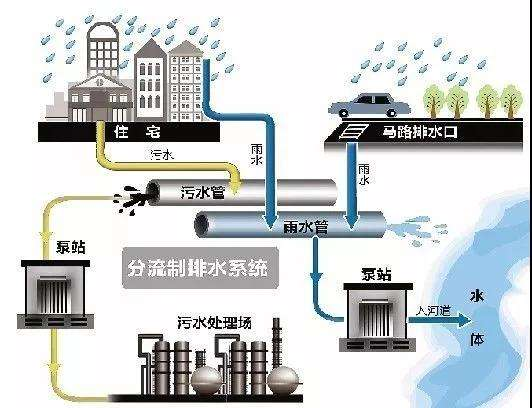 住宅
马路排水口
污水
雨水
雨水
污水管
雨水管
泵站
分流制排水系统
泵站
入河道
水体
污水处理场